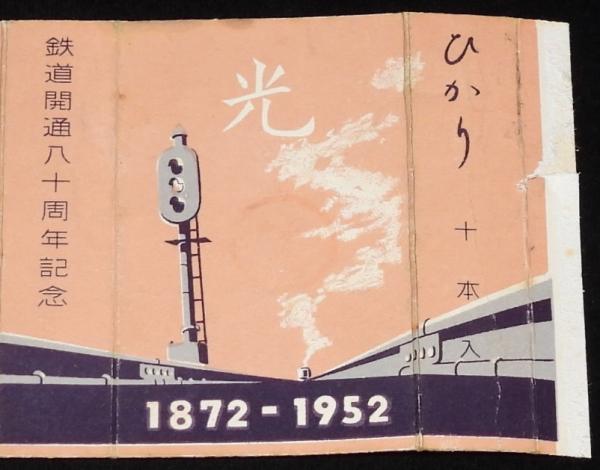 鉄道開通八十周年記念
光
ひかり
十本入
1872-1952